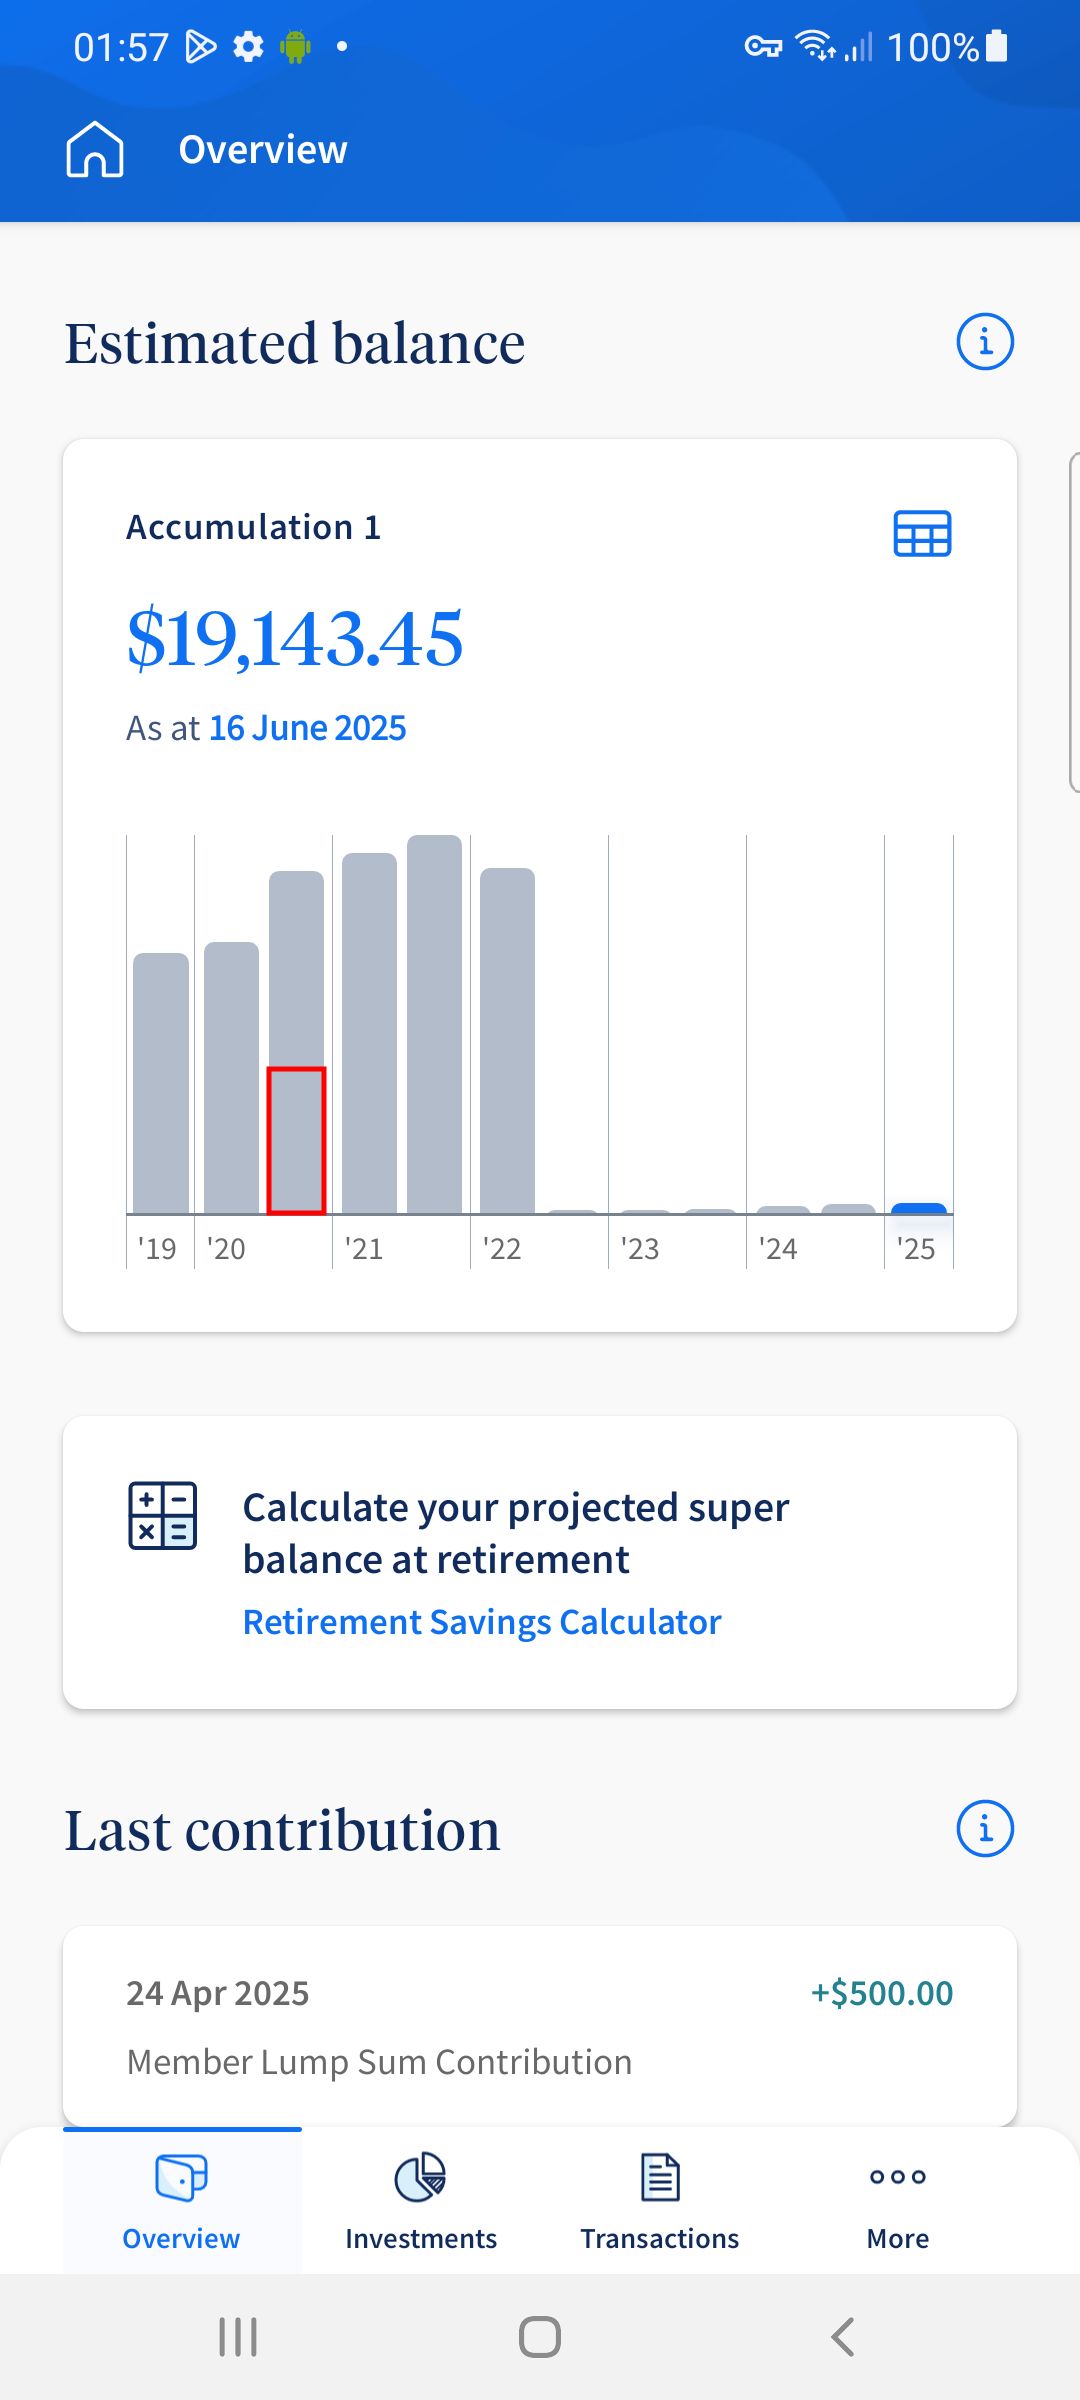 01:57 100%
Overview
Estimated balance
Accumulation 1
$19,143.45
As at 16 June 2025
'19 '20 '21 '22 '23 '24 '25
Calculate your projected super
balance at retirement
Retirement Savings Calculator
Last contribution
24 Apr 2025 +$500.00
Member Lump Sum Contribution
Overview Investments Transactions More